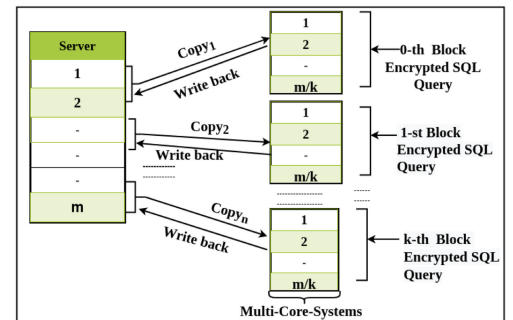 Server
1
2
-
-
-
m
Copy1
Write back
Copy2
Write back
Copyn
Write back
1
2
-
m/k
1
2
-
m/k
1
2
-
m/k
0-th Block
Encrypted SQL
Query
1-st Block
Encrypted SQL
Query
k-th Block
Encrypted SQL
Query
Multi-Core-Systems